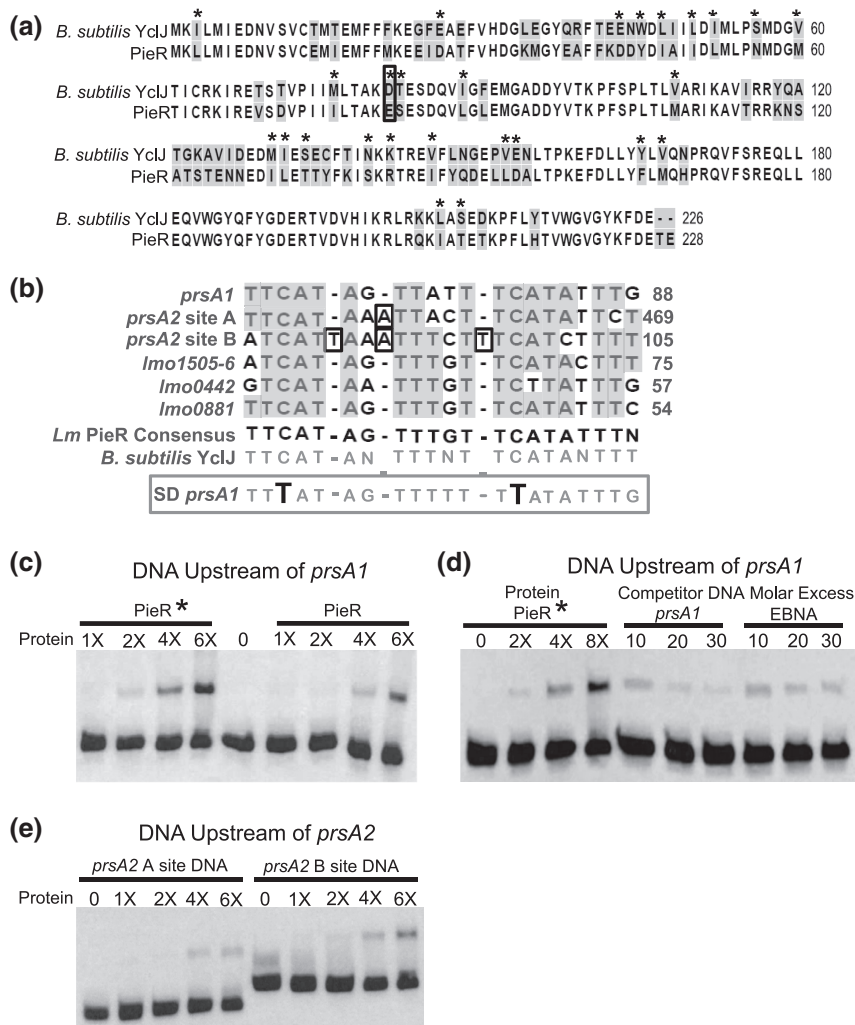 (a)
* * * * * * * * * *
B. subtilis YclJ MKILMIEDNVSVCTMTEMFFFKEGFEAEFVHDGLEGYQRFTEENWDLIILDIMLPSMDGV 60
PieR MKLLMIEDNVSVCEMIEMFFMKEEIDATFVHDGKMGYEAFFKDDYDIAIIDLMLPNMDGM 60
* ** * *
B. subtilis YclJ TICRKIRETSTVPIIMLTAKDTESDQVIGFEMGADDYVTKPFSPLTLVARIKAVIRRYQA 120
PieR TICRKIREVSDVPIIILTAKESESDQVLGLEMGADDYVTKPFSPLTLMARIKAVTRRKNS 120
** * * * * ** * *
B. subtilis YclJ TGKAVIDEDMIESECFTINKKTREVFLNGEPVENLTPKEFDLLYYLVQNPRQVFSREQLL 180
PieR ATSTENNEDILETTYFKISKRTREIFYQDELLDALTPKEFDLLYFLMQHPRQVFSREQLL 180
* *
B. subtilis YclJ EQVWGYQFYGDERTVDVHIKRLRKKLASEDKPFLYTVWGVGYKFDE-- 226
PieR EQVWGYQFYGDERTVDVHIKRLRQKIATETKPFLHTVWGVGYKFDETE 228
(b)
prsA1 TTCAT-AG-TTATT-TCATATTTG 88
prsA2 site A TTCAT-AAATTACT-TCATATTCT 469
prsA2 site B ATCATTAAATTTCTTTCATCTTTT 105
lmo1505-6 TTCAT-AG-TTTGT-TCATACTTT 75
lmo0442 GTCAT-AA-TTTGT-TCTTATTTG 57
lmo0881 TTCAT-AG-TTTGT-TCATATTTC 54
Lm PieR Consensus TTCAT-AG-TTTGT-TCATATTTN
B. subtilis YclJ TTCAT-AN-TTTNT-TCATANTTT
SD prsA1 TTTAT-AG-TTTTT-TTATATTTG
(c)
DNA Upstream of prsA1
PieR* PieR
Protein 1X 2X 4X 6X 0 1X 2X 4X 6X
(d)
DNA Upstream of prsA1
Protein Competitor DNA Molar Excess
PieR* prsA1 EBNA
0 2X 4X 8X 10 20 30 10 20 30
(e)
DNA Upstream of prsA2
prsA2 A site DNA prsA2 B site DNA
Protein 0 1X 2X 4X 6X 0 1X 2X 4X 6X